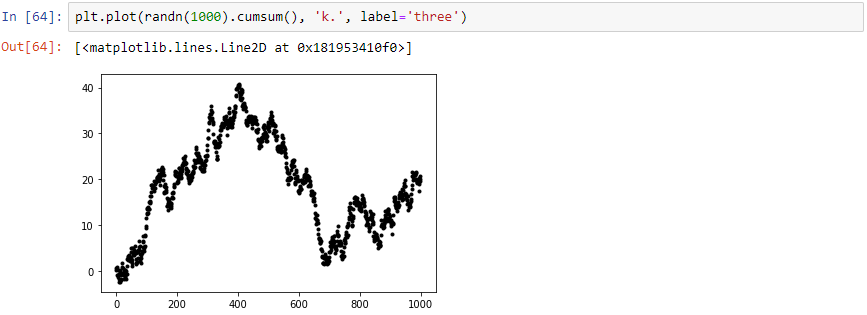 In [64]: plt.plot(randn(1000).cumsum(), 'k.', label='three')
Out[64]: [<matplotlib.lines.Line2D at 0x181953410f0>]
40
30
20
10
0
0 200 400 600 800 1000